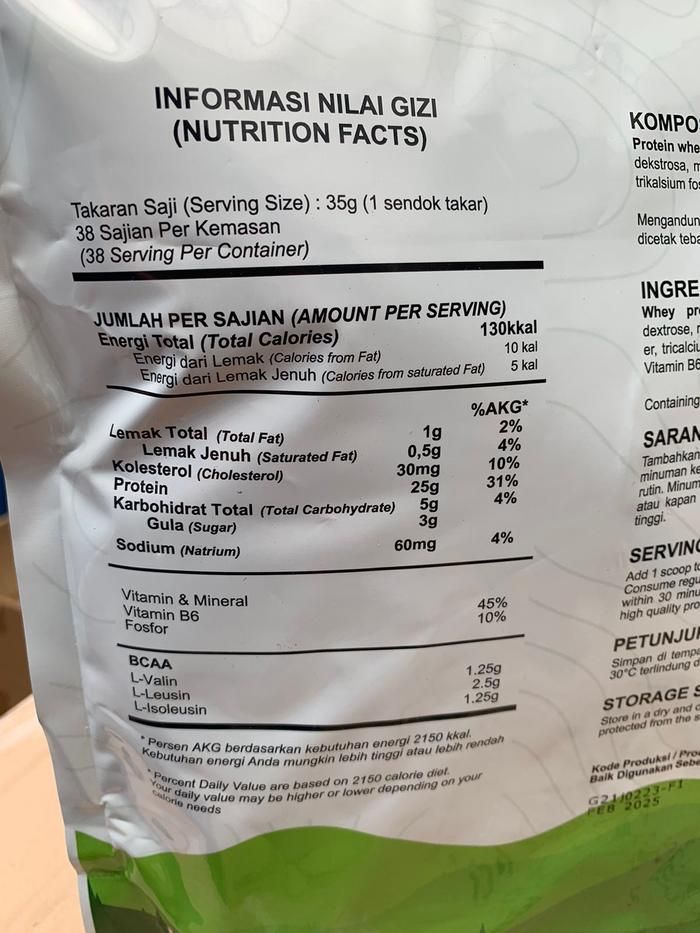 INFORMASI NILAI GIZI
(NUTRITION FACTS)
Takaran Saji (Serving Size) : 35g (1 sendok takar)
38 Sajian Per Kemasan
(38 Serving Per Container)
JUMLAH PER SAJIAN (AMOUNT PER SERVING)
Energi Total (Total Calories) 130kkal
Energi dari Lemak (Calories from Fat) 10 kal
Energi dari Lemak Jenuh (Calories from saturated Fat) 5 kal
%AKG*
Lemak Total (Total Fat) 1g 2%
Lemak Jenuh (Saturated Fat) 0,5g 4%
Kolesterol (Cholesterol) 30mg 10%
Protein 25g 31%
Karbohidrat Total (Total Carbohydrate) 5g 4%
Gula (Sugar) 3g
Sodium (Natrium) 60mg 4%
Vitamin & Mineral
Vitamin B6 45%
Fosfor 10%
BCAA
L-Valin 1.25g
L-Leusin 2.5g
L-Isoleusin 1.25g
* Persen AKG berdasarkan kebutuhan energi 2150 kkal.
Kebutuhan energi Anda mungkin lebih tinggi atau lebih rendah
* Percent Daily Value are based on 2150 calorie diet.
Your daily value may be higher or lower depending on your
calorie needs
KOMPO
Protein whe
dekstrosa, m
trikalsium fos
Mengandun
dicetak teba
INGRE
Whey pr
dextrose, 
er, tricalciu
Vitamin B6
Containing
SARAN
Tambahkan
minuman ke
rutin. Minum
atau kapan
tinggi.
SERVING
Add 1 scoop to
Consume regu
within 30 minu
high quality pro
PETUNJUK
Simpan di tempa
30°C terlindung d
STORAGE S
Store in a dry and c
protected from the s
Kode Produksi / Pro
Baik Digunakan Sebe
FEB 2025